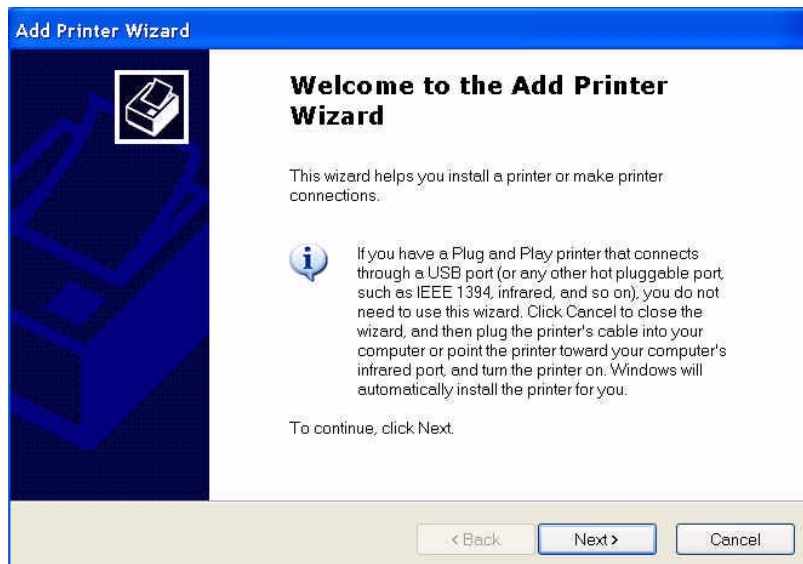 Add Printer Wizard
Welcome to the Add Printer
Wizard
This wizard helps you install a printer or make printer
connections.
If you have a Plug and Play printer that connects
through a USB port (or any other hot pluggable port,
such as IEEE 1394, infrared, and so on), you do not
need to use this wizard. Click Cancel to close the
wizard, and then plug the printer's cable into your
computer or point the printer toward your computer's
infrared port, and turn the printer on. Windows will
automatically install the printer for you.
To continue, click Next.
< Back Next > Cancel